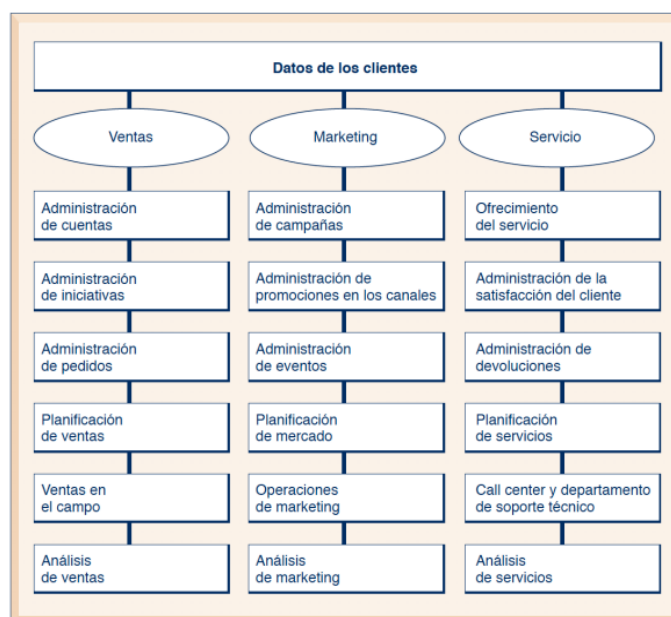 Datos de los clientes
Ventas
Marketing
Servicio
Administración
de cuentas
Administración
de campañas
Ofrecimiento
del servicio
Administración
de iniciativas
Administración de
promociones en los canales
Administración de la
satisfacción del cliente
Administración
de pedidos
Administración
de eventos
Administración de
devoluciones
Planificación
de ventas
Planificación
de mercado
Planificación
de servicios
Ventas en
el campo
Operaciones
de marketing
Call center y departamento
de soporte técnico
Análisis
de ventas
Análisis
de marketing
Análisis
de servicios